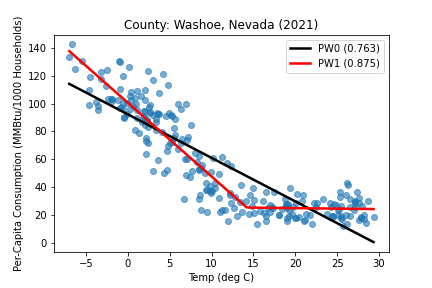 County: Washoe, Nevada (2021)
PW0 (0.763)
PW1 (0.875)
Per-Capita Consumption (MMBtu/1000 Households)
140
120
100
80
60
40
20
0
−5 0 5 10 15 20 25 30
Temp (deg C)